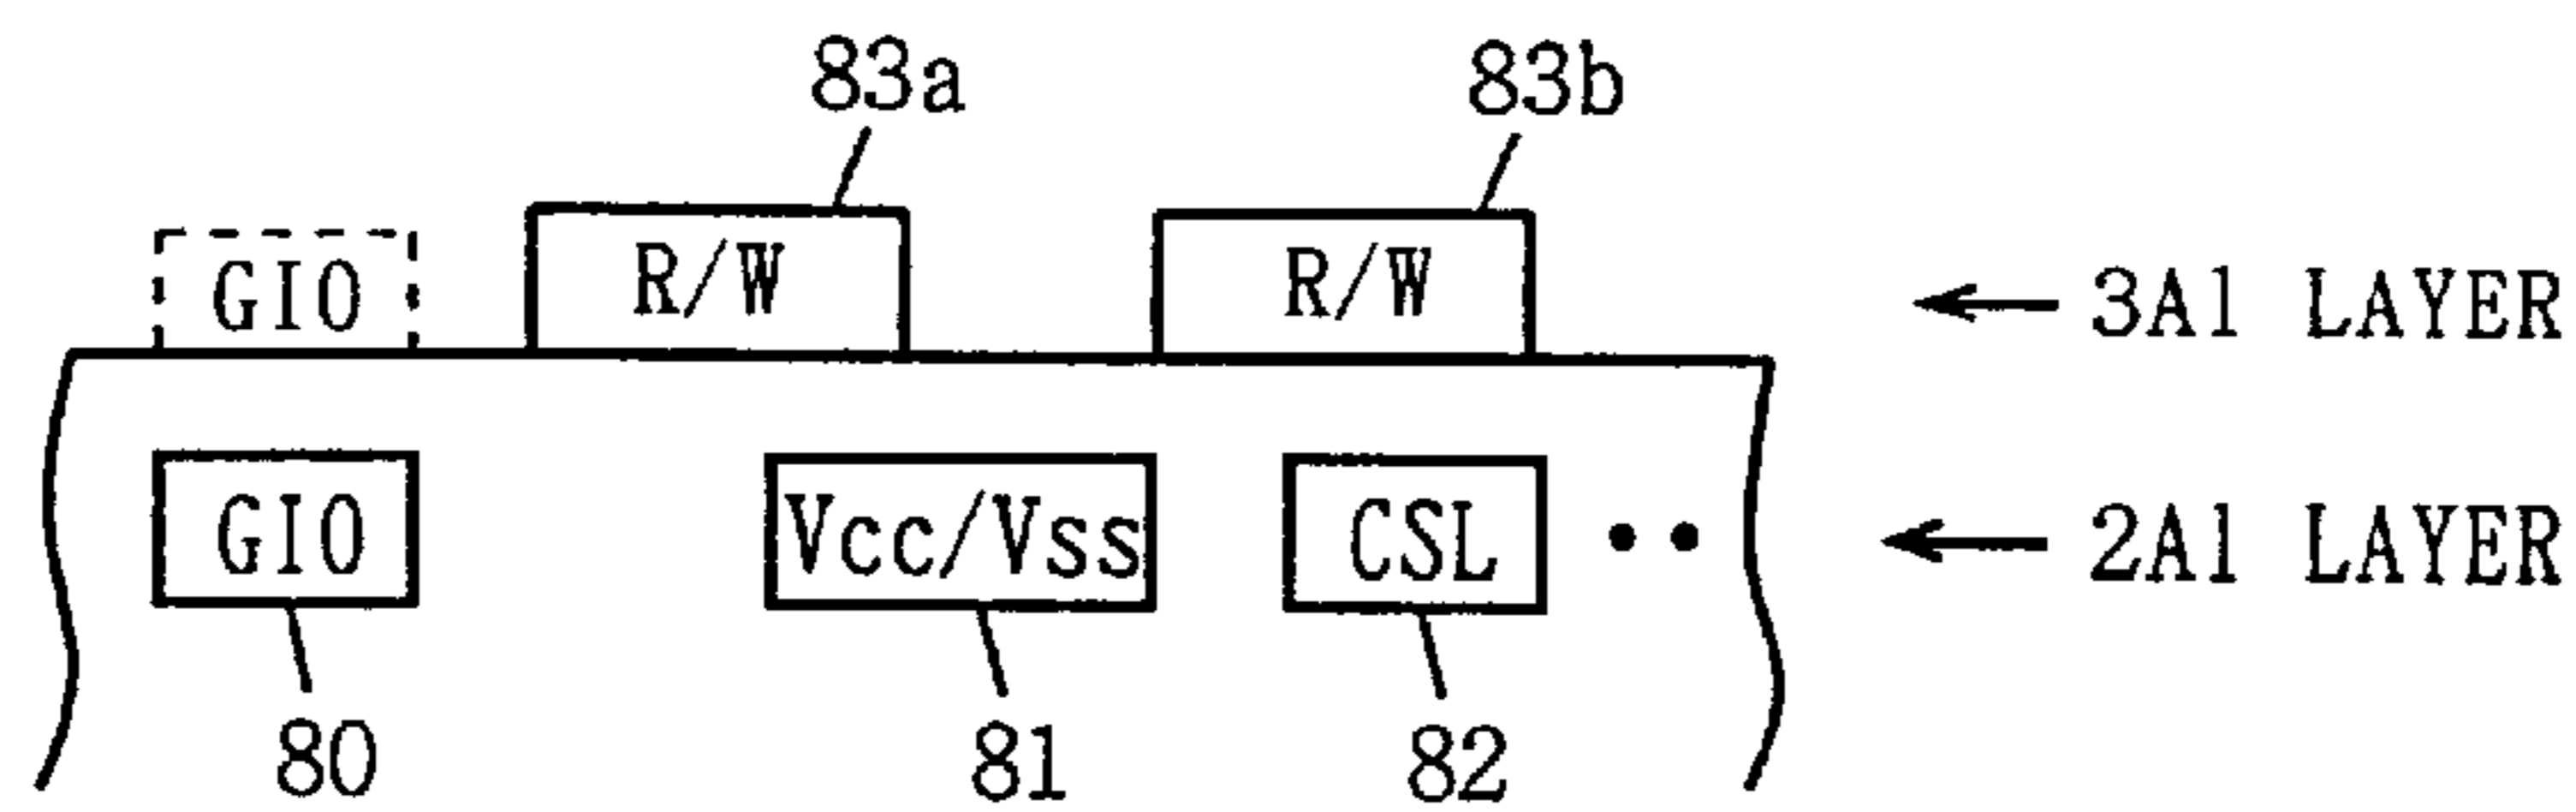 83a 83b
GIO R/W R/W 3Al LAYER
GIO Vcc/Vss CSL 2Al LAYER
80 81 82